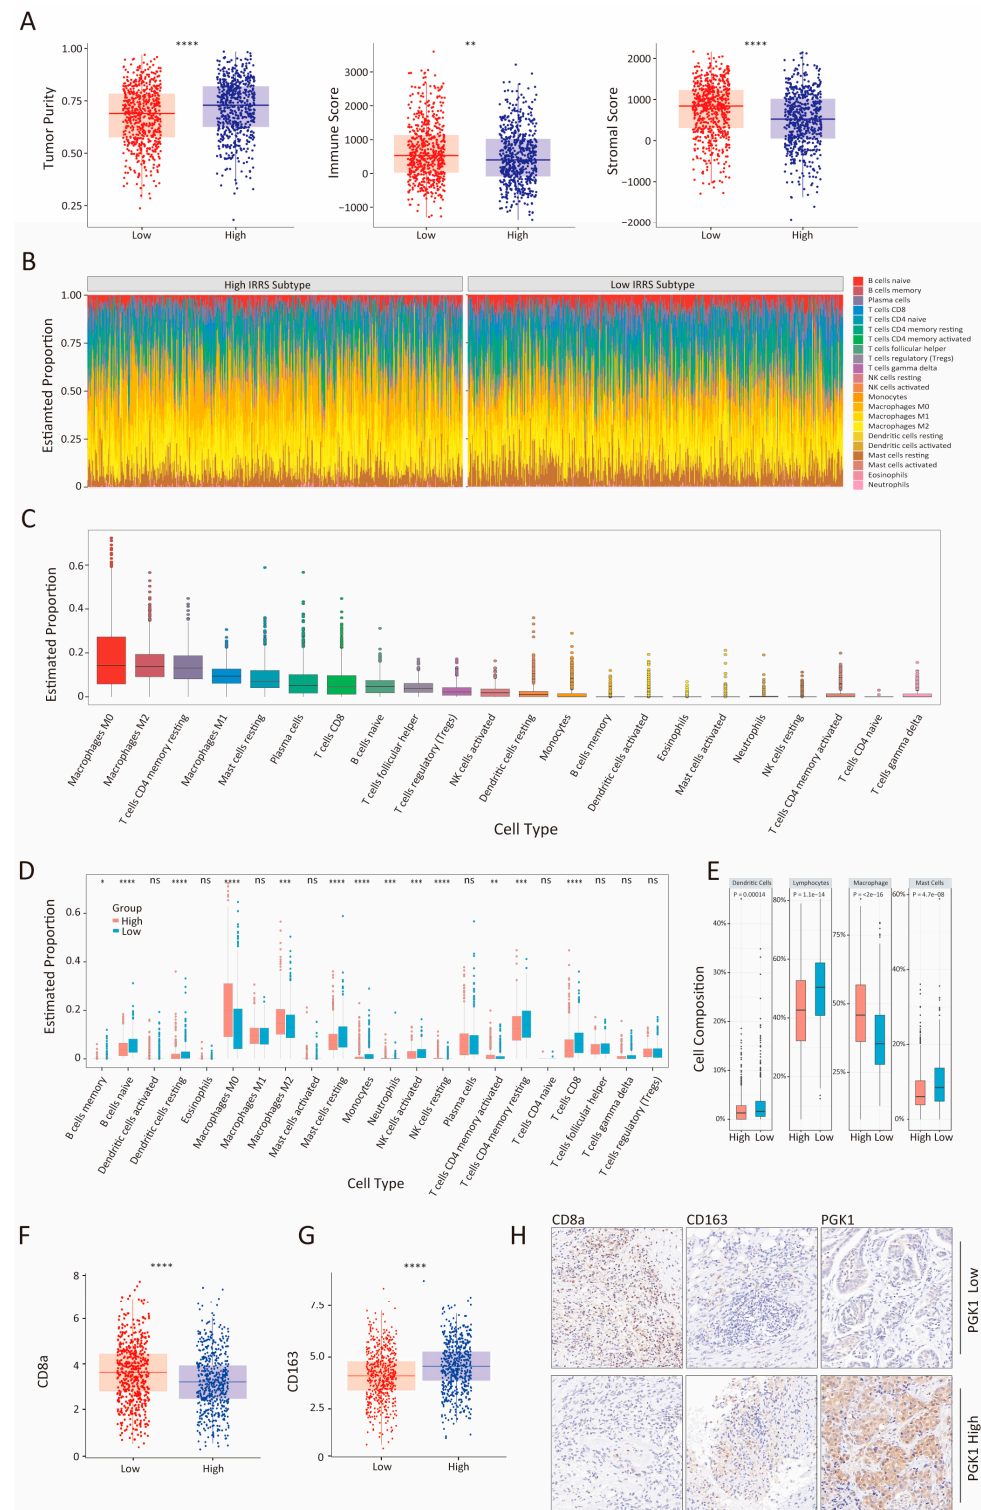 A
1.00
0.75
0.50
0.25
Tumor Purity
****
Low
High
3000
2000
1000
0
−1000
Immune Score
**
Low
High
2000
1000
0
−1000
−2000
Stromal Score
****
Low
High
B
High IRRS Subtype
Low IRRS Subtype
1.00
0.75
0.50
0.25
0
Estiamted Proportion
B cells naive
B cells memory
Plasma cells
T cells CD8
T cells CD4 naive
T cells CD4 memory resting
T cells CD4 memory activated
T cells follicular helper
T cells regulatory (Tregs)
T cells gamma delta
NK cells resting
NK cells activated
Monocytes
Macrophages M0
Macrophages M1
Macrophages M2
Dendritic cells resting
Dendritic cells activated
Mast cells resting
Mast cells activated
Eosinophils
Neutrophils
C
0.6
0.4
0.2
0
Estimated Proportion
Macrophages M0
Macrophages M2
T cells CD4 memory resting
Macrophages M1
Mast cells resting
Plasma cells
T cells CD8
B cells naive
T cells follicular helper
T cells regulatory (Tregs)
NK cells activated
Dendritic cells resting
Monocytes
B cells memory
Dendritic cells activated
Eosinophils
Mast cells activated
Neutrophils
NK cells resting
T cells CD4 memory activated
T cells CD4 naive
T cells gamma delta
Cell Type
D
* **** ns **** ns **** ns *** ns **** **** *** *** **** ns ** *** ns **** ns ns ns
Group
High
Low
0.6
0.4
0.2
0
Estimated Proportion
B cells memory
B cells naive
Dendritic cells activated
Dendritic cells resting
Eosinophils
Macrophages M0
Macrophages M1
Macrophages M2
Mast cells activated
Mast cells resting
Monocytes
Neutrophils
NK cells activated
NK cells resting
Plasma cells
T cells CD4 memory activated
T cells CD4 memory resting
T cells CD4 naive
T cells CD8
T cells follicular helper
T cells gamma delta
T cells regulatory (Tregs)
Cell Type
E
Dendritic Cells
Lymphocytes
Macrophage
Mast Cells
P = 0.00014
P = 1.1e−14
P = <2e−16
P = 4.7e−08
Cell Composition
40%
30%
20%
10%
0%
80%
60%
40%
20%
75%
50%
25%
60%
40%
20%
0%
High Low
High Low
High Low
High Low
F
8
6
4
2
0
CD8a
****
Low
High
G
7.5
5.0
2.5
0
CD163
****
Low
High
H
CD8a
CD163
PGK1
PGK1 Low
PGK1 High